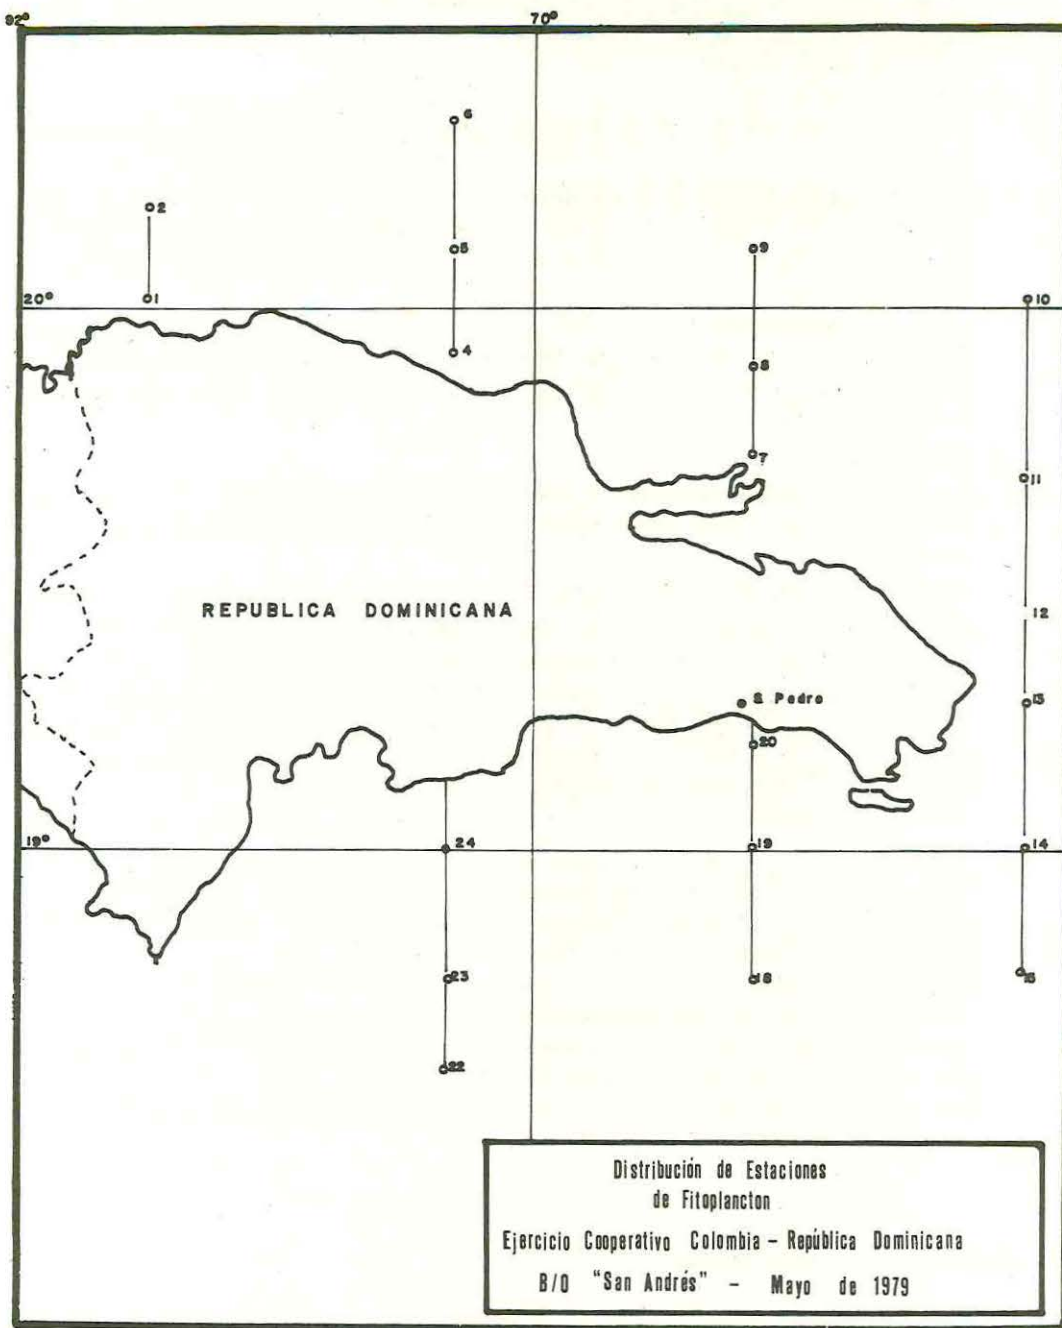 92° 70°
6
2
5 9
20° 1 10
4 8
7
11
REPUBLICA DOMINICANA 12
S Pedro 13
20
19° 24 19 14
23 18 15
22
Distribución de Estaciones
de Fitoplancton
Ejercicio Cooperativo Colombia – República Dominicana
B/O "San Andrés" – Mayo de 1979